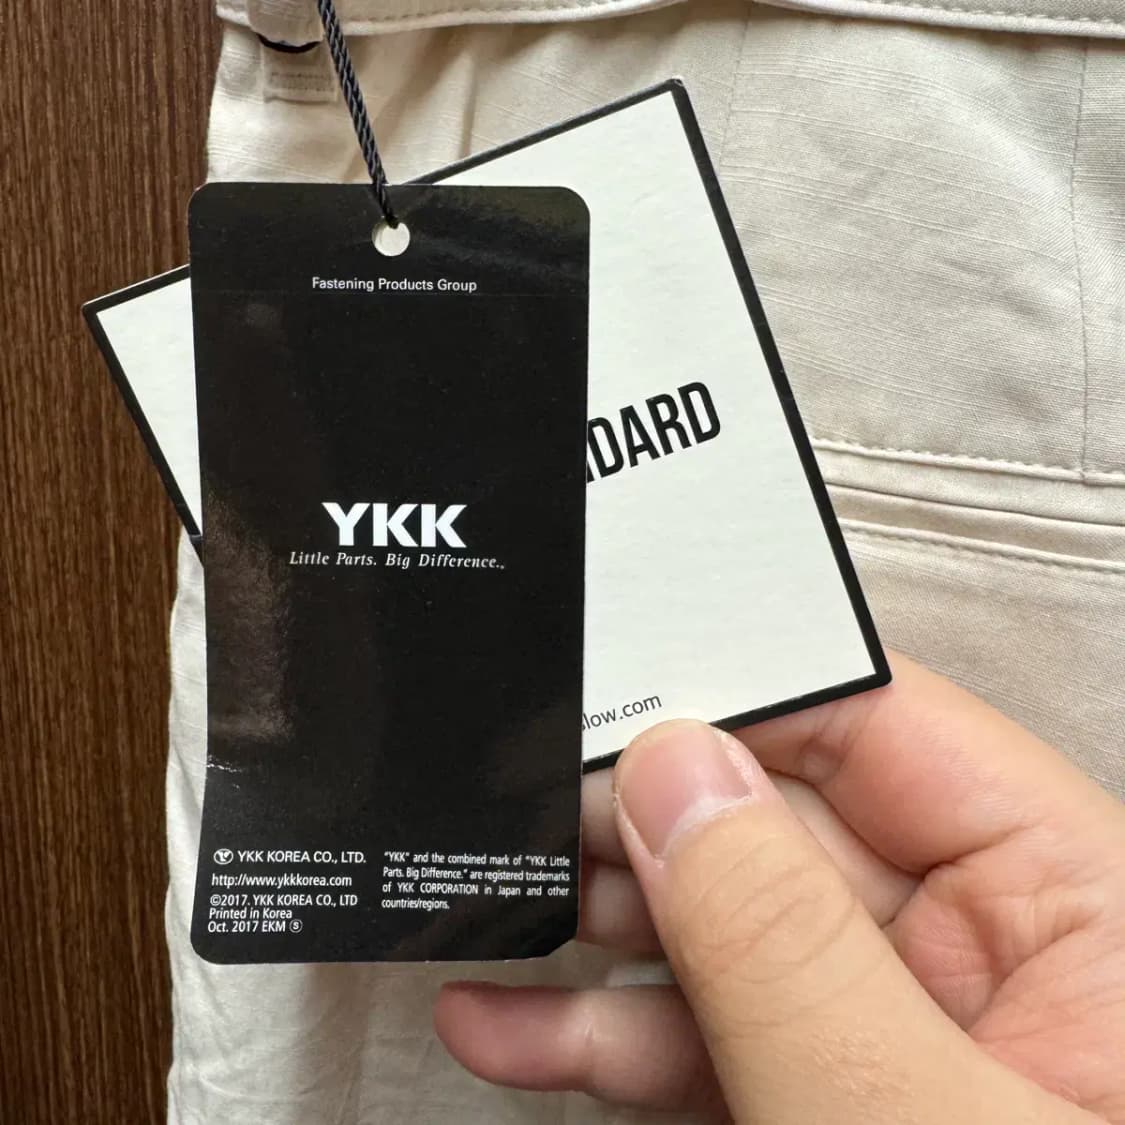 Fastening Products Group
YKK
Little Parts. Big Difference.
YKK KOREA CO., LTD.
http://www.ykkkorea.com
©2017. YKK KOREA CO., LTD
Printed in Korea
Oct. 2017 EKM Ⓢ
"YKK" and the combined mark of "YKK Little
Parts. Big Difference." are registered trademarks
of YKK CORPORATION in Japan and other
countries/regions.
DARD
low.com